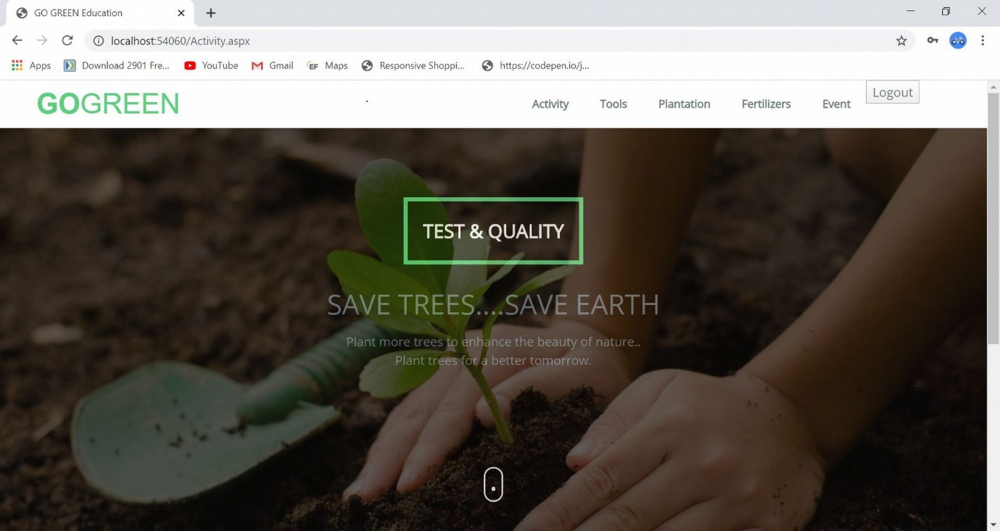 GO GREEN Education
localhost:54060/Activity.aspx
Apps Download 2901 Fre... YouTube Gmail EF Maps Responsive Shoppi... https://codepen.io/j...
GOGREEN Activity Tools Plantation Fertilizers Event Logout
TEST & QUALITY
SAVE TREES....SAVE EARTH
Plant more trees to enhance the beauty of nature..
Plant trees for a better tomorrow.